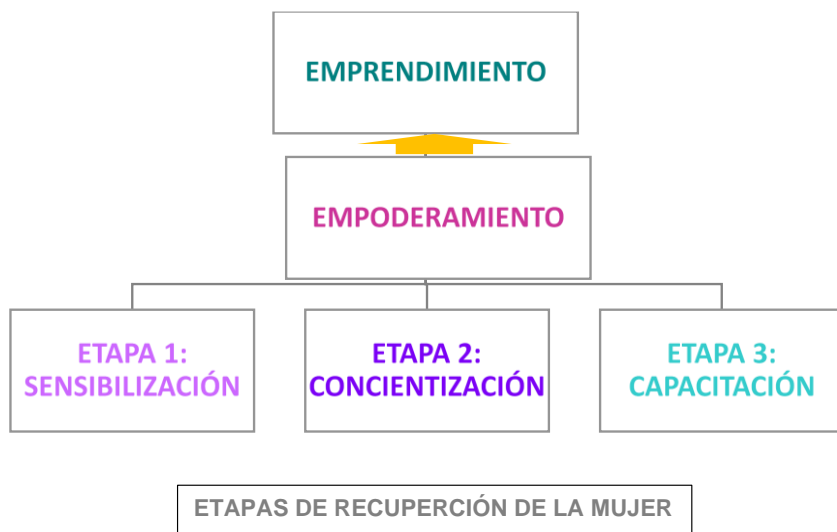 EMPRENDIMIENTO
EMPODERAMIENTO
ETAPA 1:
SENSIBILIZACIÓN
ETAPA 2:
CONCIENTIZACIÓN
ETAPA 3:
CAPACITACIÓN
ETAPAS DE RECUPERCIÓN DE LA MUJER